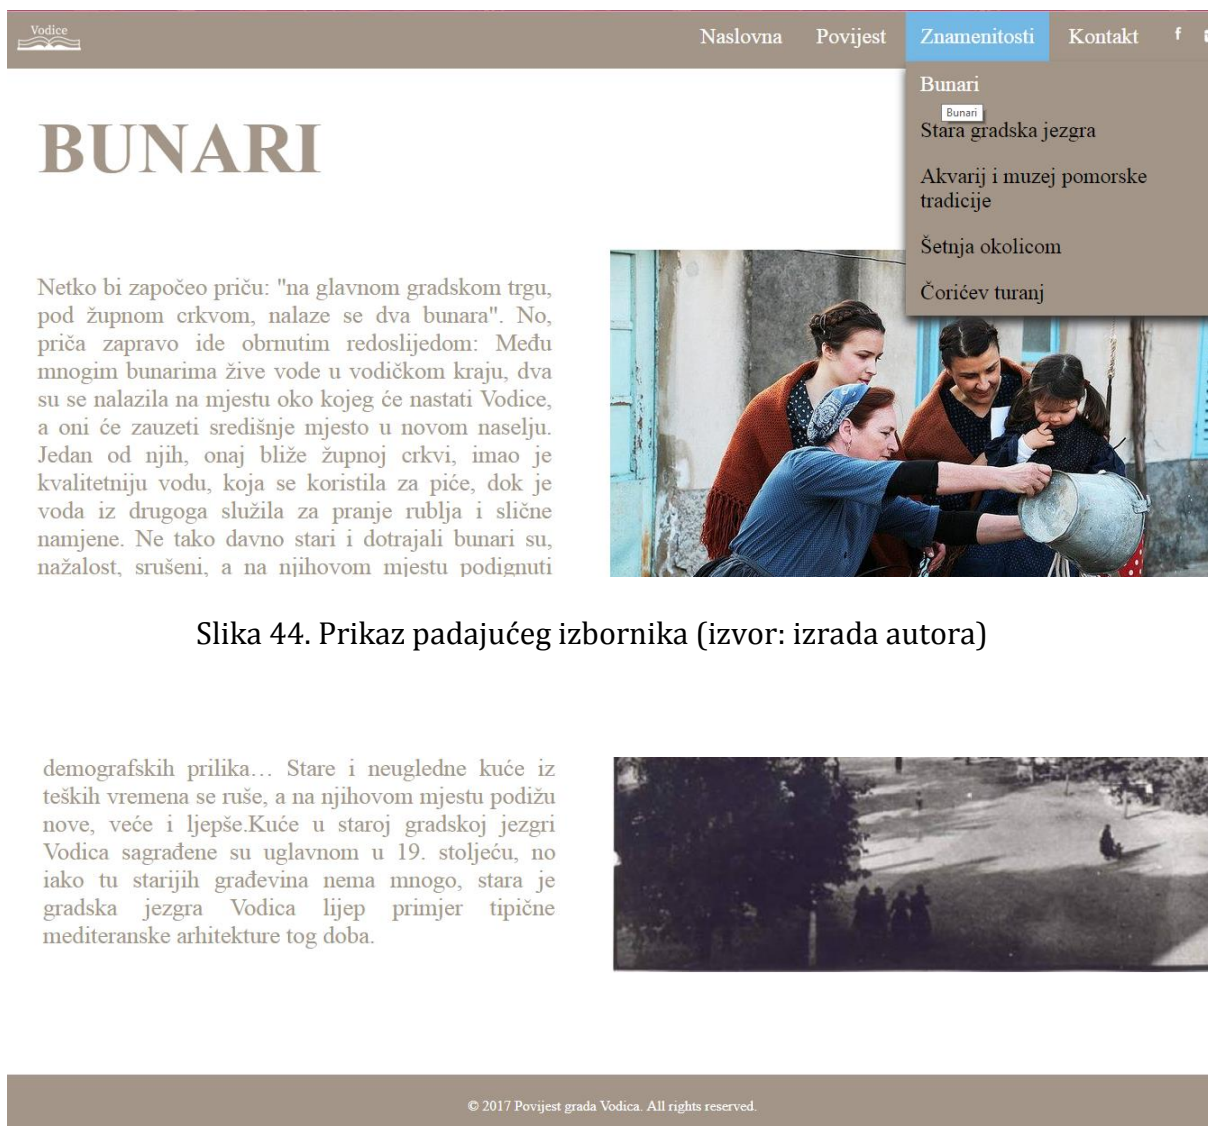 Vodice
Naslovna Povijest Znamenitosti Kontakt f
Bunari
Bunari
Stara gradska jezgra
Akvarij i muzej pomorske
tradicije
Šetnja okolicom
Čorićev turanj
BUNARI
Netko bi započeo priču: "na glavnom gradskom trgu,
pod župnom crkvom, nalaze se dva bunara". No,
priča zapravo ide obrnutim redoslijedom: Među
mnogim bunarima žive vode u vodičkom kraju, dva
su se nalazila na mjestu oko kojeg će nastati Vodice,
a oni će zauzeti središnje mjesto u novom naselju.
Jedan od njih, onaj bliže župnoj crkvi, imao je
kvalitetniju vodu, koja se koristila za piće, dok je
voda iz drugoga služila za pranje rublja i slične
namjene. Ne tako davno stari i dotrajali bunari su,
nažalost, srušeni, a na njihovom mjestu podignuti
Slika 44. Prikaz padajućeg izbornika (izvor: izrada autora)
demografskih prilika… Stare i neugledne kuće iz
teških vremena se ruše, a na njihovom mjestu podižu
nove, veće i ljepše.Kuće u staroj gradskoj jezgri
Vodica sagrađene su uglavnom u 19. stoljeću, no
iako tu starijih građevina nema mnogo, stara je
gradska jezgra Vodica lijep primjer tipične
mediteranske arhitekture tog doba.
© 2017 Povijest grada Vodica. All rights reserved.